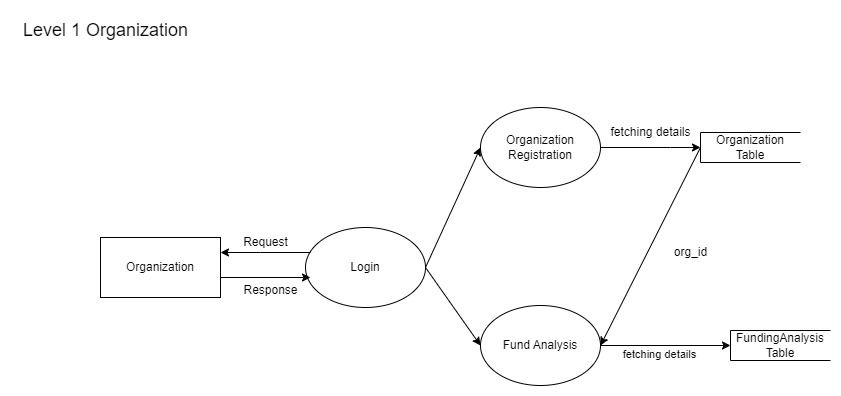 Level 1 Organization
Organization
Registration
fetching details
Organization
Table
Request
Organization
Login
Response
org_id
Fund Analysis
fetching details
FundingAnalysis
Table